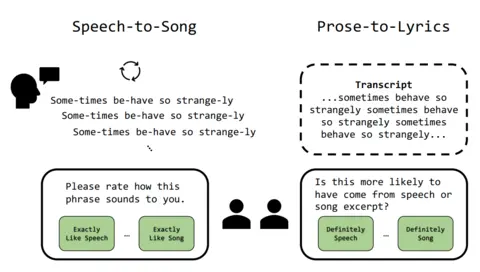 Speech-to-Song
Some-times be-have so strange-ly
Some-times be-have so strange-ly
Some-times be-have so strange-ly
Please rate how this
phrase sounds to you.
Exactly
Like Speech
...
Exactly
Like Song
Prose-to-Lyrics
Transcript
...sometimes behave so
strangely sometimes behave
so strangely sometimes
behave so strangely...
Is this more likely to
have come from speech or
song excerpt?
Definitely
Speech
...
Definitely
Song